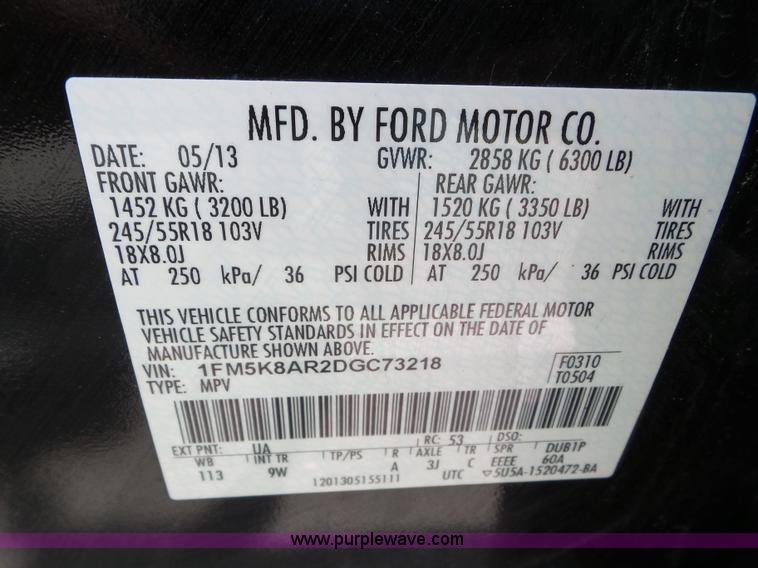 MFD. BY FORD MOTOR CO.
DATE: 05/13 GVWR: 2858 KG ( 6300 LB)
FRONT GAWR: REAR GAWR:
1452 KG ( 3200 LB) WITH 1520 KG ( 3350 LB) WITH
245/55R18 103V TIRES 245/55R18 103V TIRES
18X8.0J RIMS 18X8.0J RIMS
AT 250 kPa/ 36 PSI COLD AT 250 kPa/ 36 PSI COLD
THIS VEHICLE CONFORMS TO ALL APPLICABLE FEDERAL MOTOR
VEHICLE SAFETY STANDARDS IN EFFECT ON THE DATE OF
MANUFACTURE SHOWN ABOVE.
VIN: 1FM5K8AR2DGC73218 F0310
TYPE: MPV T0504
EXT PNT: UA RC: 53 DSO:
WB INT TR TP/PS R AXLE TR SPR DUB1P
113 9W A 3J C EEEE 60A
1201305155111 UTC 5U5A-1520472-BA
www.purplewave.com